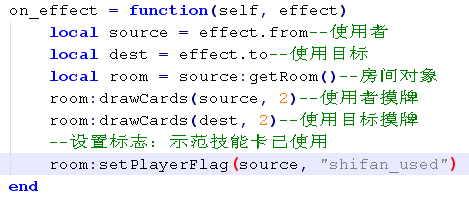 on_effect = function(self, effect)
    local source = effect.from--使用者
    local dest = effect.to--使用目标
    local room = source:getRoom()--房间对象
    room:drawCards(source, 2)--使用者摸牌
    room:drawCards(dest, 2)--使用目标摸牌
    --设置标志：示范技能卡已使用
    room:setPlayerFlag(source, "shifan_used")
end